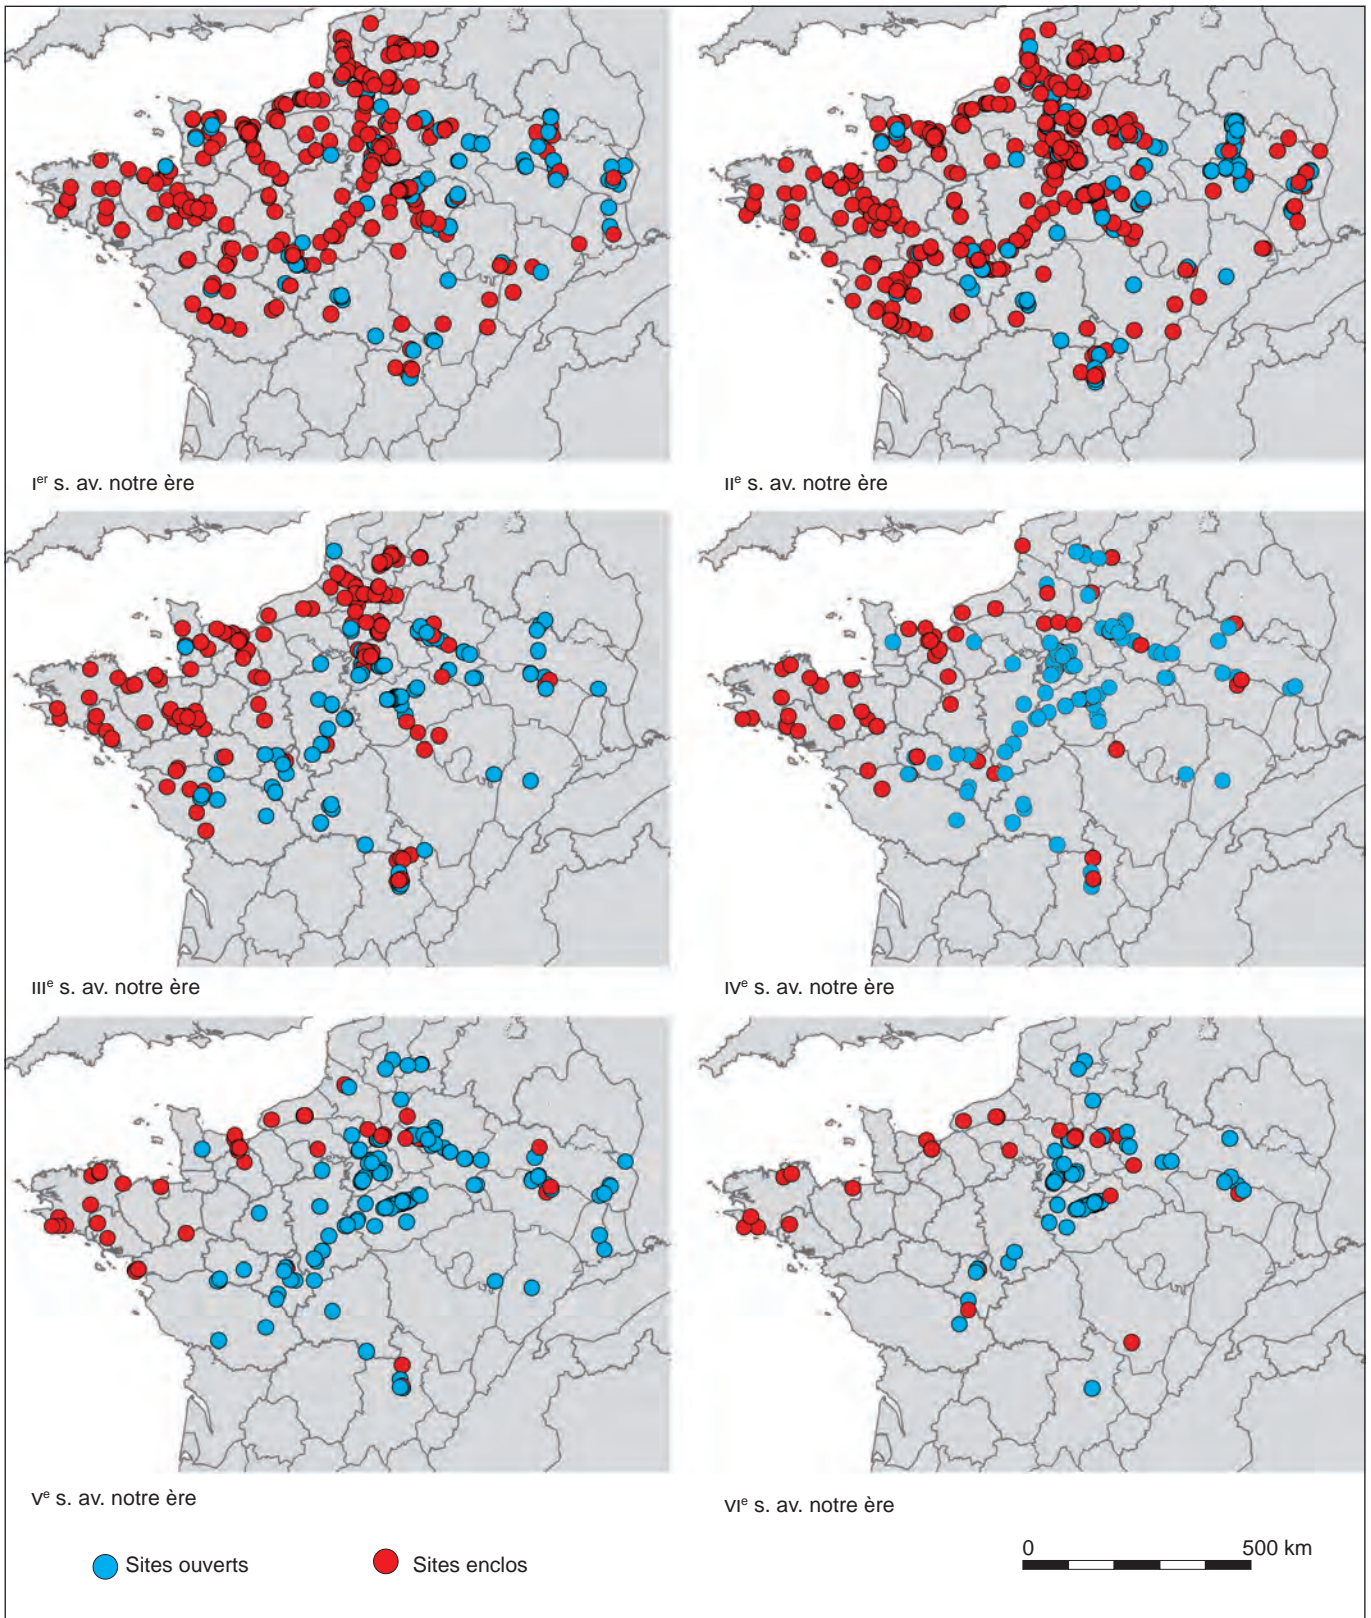 Iᵉʳ s. av. notre ère
IIᵉ s. av. notre ère
IIIᵉ s. av. notre ère
IVᵉ s. av. notre ère
Vᵉ s. av. notre ère
VIᵉ s. av. notre ère
Sites ouverts
Sites enclos
0 500 km